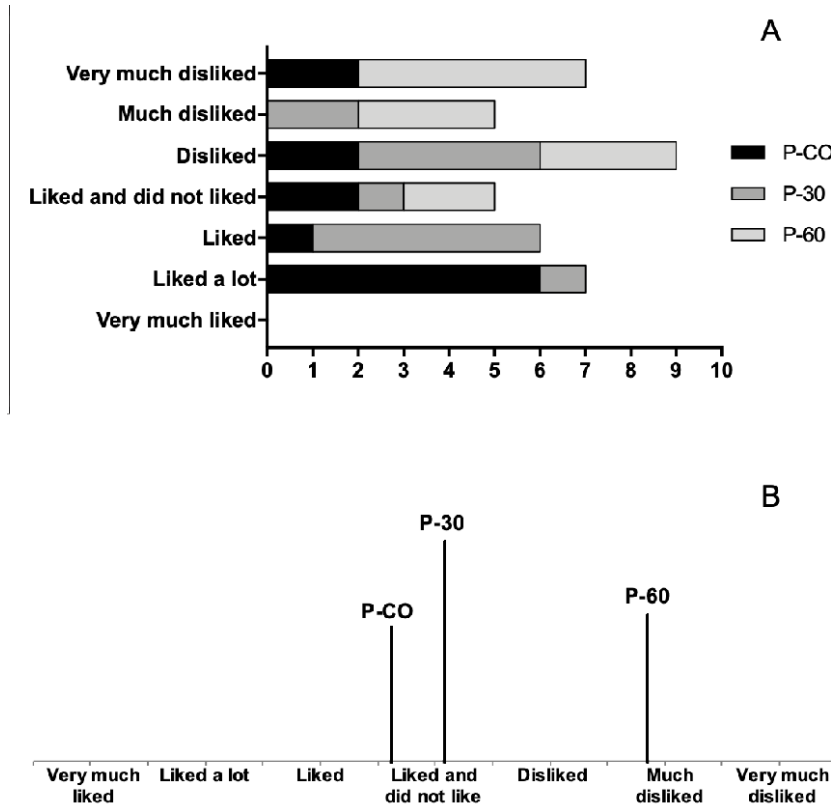 A
Very much disliked
Much disliked
Disliked
Liked and did not liked
Liked
Liked a lot
Very much liked
0 1 2 3 4 5 6 7 8 9 10
P-CO
P-30
P-60
B
P-30
P-CO
P-60
Very much
liked
Liked a lot
Liked
Liked and
did not like
Disliked
Much
disliked
Very much
disliked